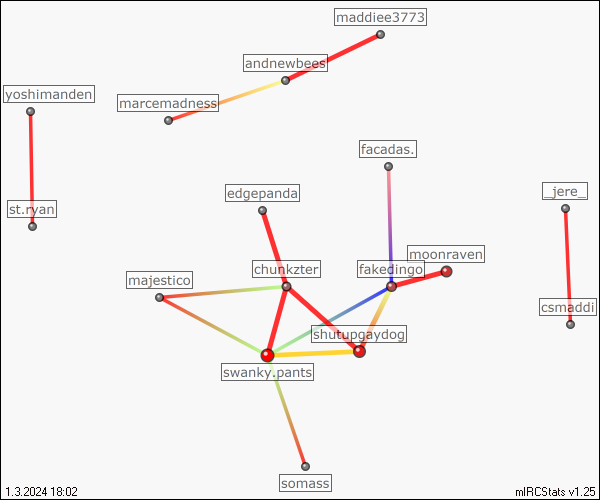 maddiee3773
andnewbees
yoshimanden
marcemadness
facadas.
edgepanda
_jere_
st.ryan
moonraven
chunkzter
fakedingo
majestico
csmaddi
shutupgaydog
swanky.pants
somass
1.3.2024 18:02
mIRCStats v1.25